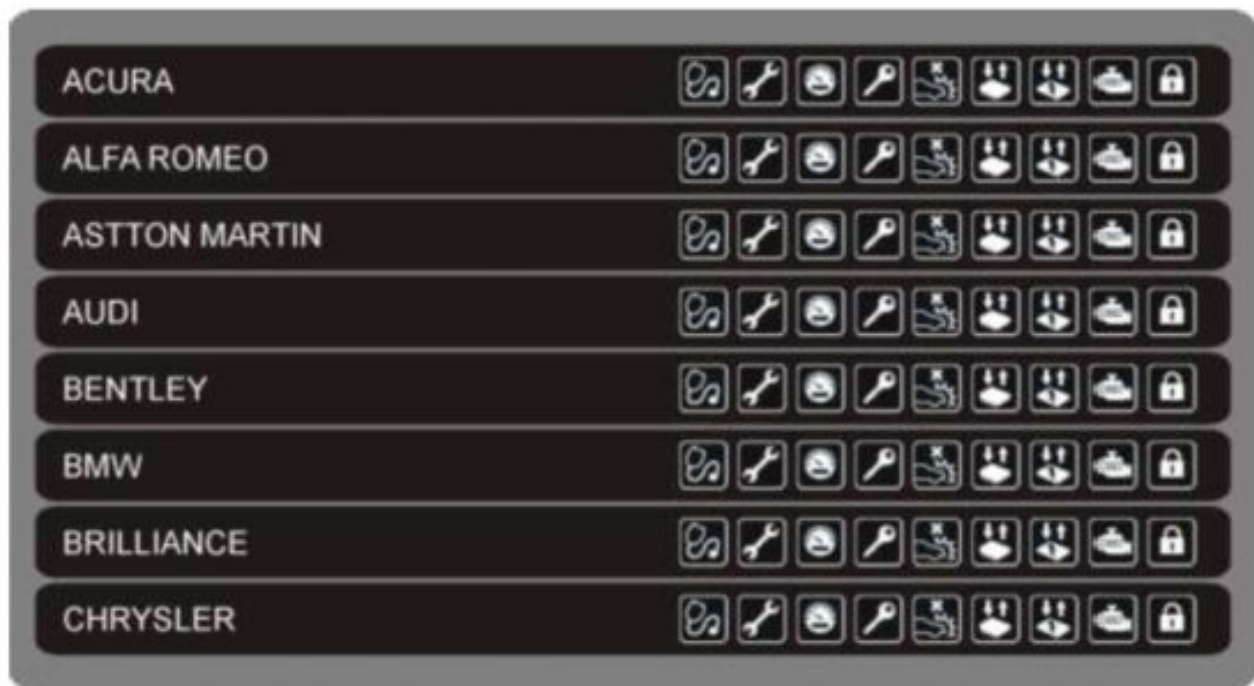 ACURA
ALFA ROMEO
ASTTON MARTIN
AUDI
BENTLEY
BMW
BRILLIANCE
CHRYSLER